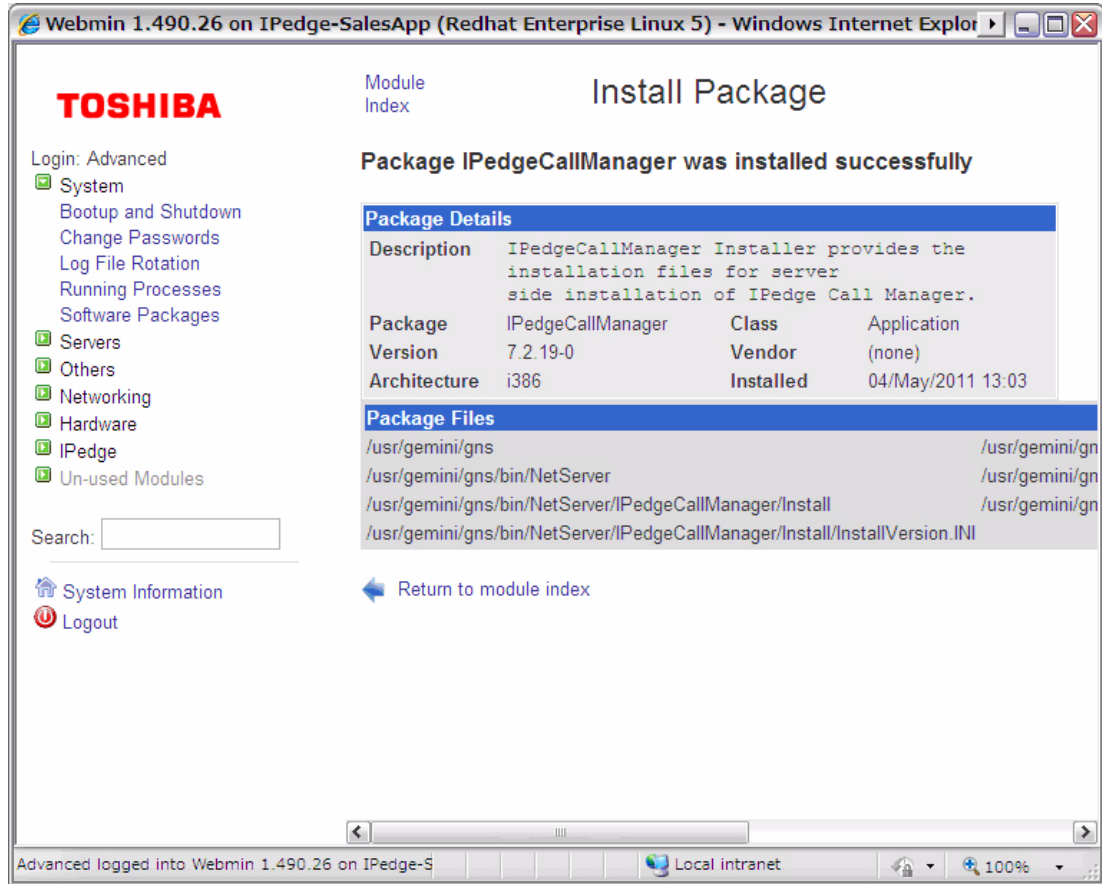 Webmin 1.490.26 on IPedge-SalesApp (Redhat Enterprise Linux 5) - Windows Internet Explor
TOSHIBA
Login: Advanced
System
Bootup and Shutdown
Change Passwords
Log File Rotation
Running Processes
Software Packages
Servers
Others
Networking
Hardware
IPedge
Un-used Modules
Search:
System Information
Logout
Module
Index
Install Package
Package IPedgeCallManager was installed successfully
Package Details
Description IPedgeCallManager Installer provides the
installation files for server
side installation of IPedge Call Manager.
Package IPedgeCallManager Class Application
Version 7.2.19-0 Vendor (none)
Architecture i386 Installed 04/May/2011 13:03
Package Files
/usr/gemini/gns /usr/gemini/gn
/usr/gemini/gns/bin/NetServer /usr/gemini/gn
/usr/gemini/gns/bin/NetServer/IPedgeCallManager/Install /usr/gemini/gn
/usr/gemini/gns/bin/NetServer/IPedgeCallManager/Install/InstallVersion.INI
Return to module index
Advanced logged into Webmin 1.490.26 on IPedge-S Local intranet 100%